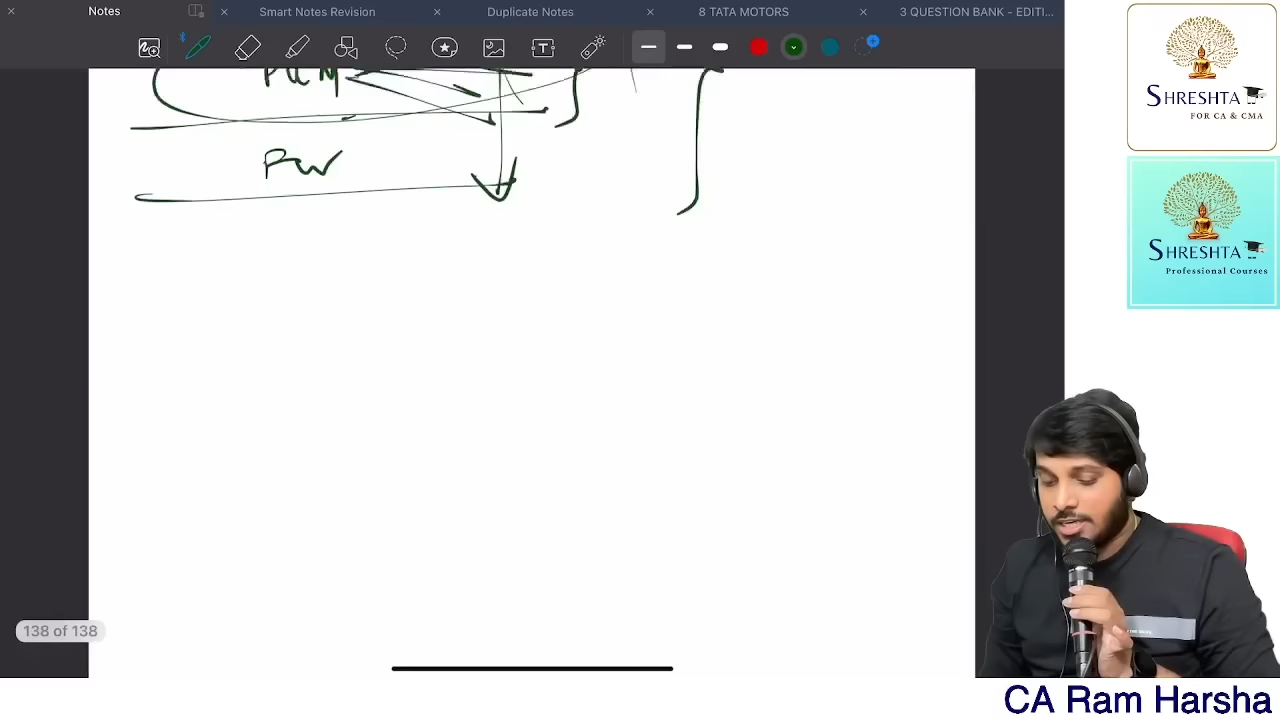 Notes
Smart Notes Revision
Duplicate Notes
8 TATA MOTORS
3 QUESTION BANK - EDITI...
PW
138 of 138
SHRESHTA
FOR CA & CMA
SHRESHTA
Professional Courses
CA Ram Harsha